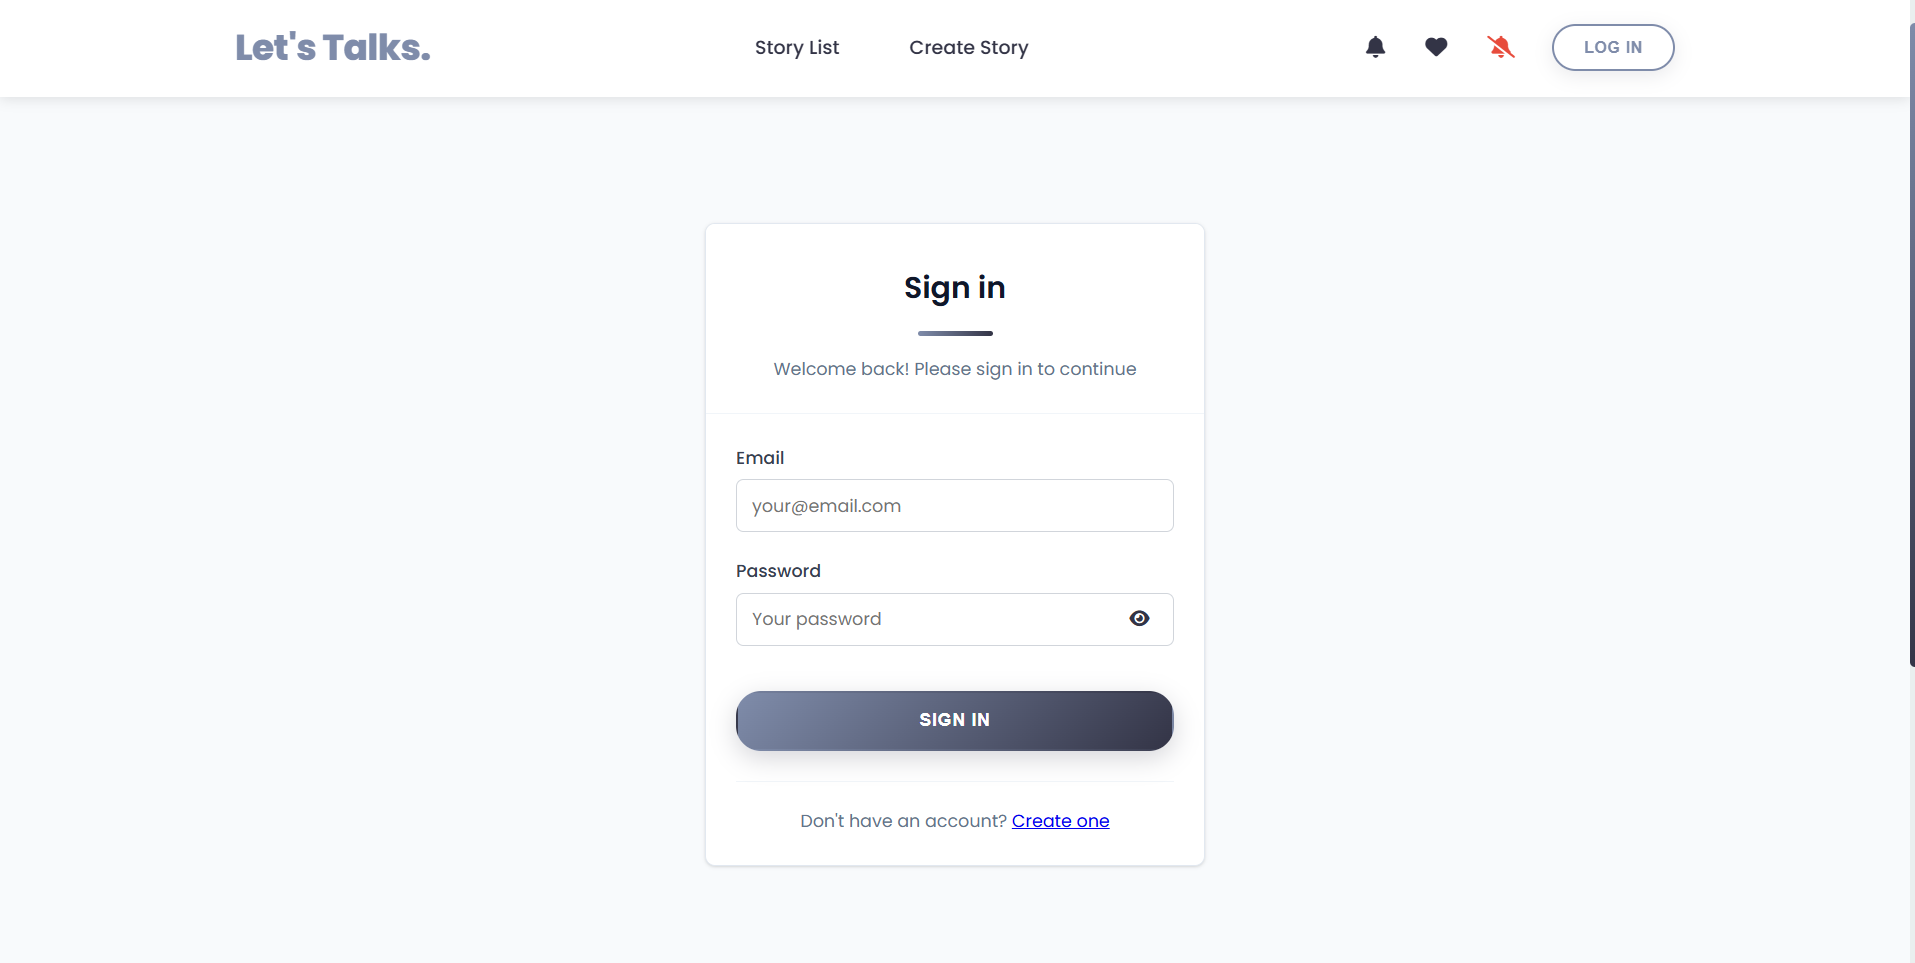 Let's Talks.
Story List
Create Story
LOG IN
Sign in
Welcome back! Please sign in to continue
Email
your@email.com
Password
Your password
SIGN IN
Don't have an account? Create one